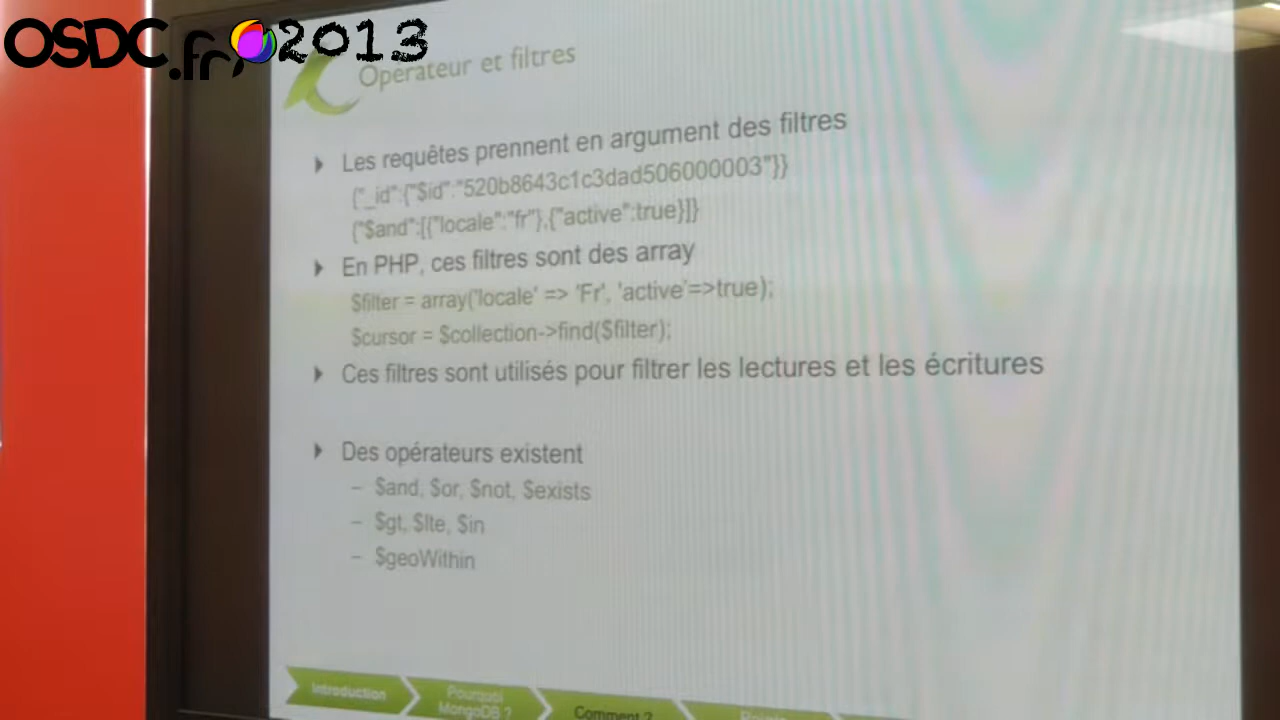 OSDC.fr 2013
Opérateur et filtres
Les requêtes prennent en argument des filtres
{"_id":{"$id":"520b8643c1c3dad506000003"}}
{"$and":[{"locale":"fr"},{"active":true}]}
En PHP, ces filtres sont des array
$filter = array('locale' => 'Fr', 'active'=>true);
$cursor = $collection->find($filter);
Ces filtres sont utilisés pour filtrer les lectures et les écritures
Des opérateurs existent
– $and, $or, $not, $exists
– $gt, $lte, $in
– $geoWithin
Introduction
Pourquoi
MongoDB ?
Comment ?